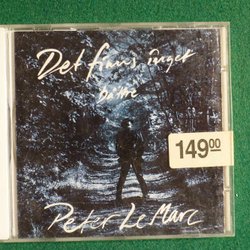 Det finns inget
bättre
149.00
Peter LeMarc